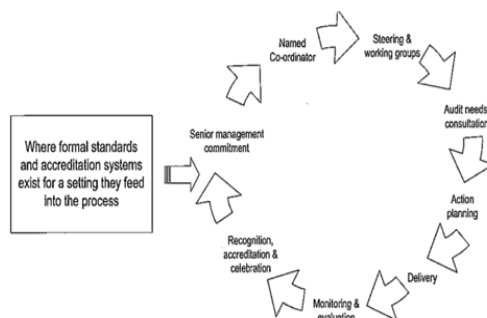 Where formal standards
and accreditation systems
exist for a setting they feed
into the process
Senior management
commitment
Named
Co-ordinator
Steering &
working groups
Audit needs
consultation
Action
planning
Delivery
Monitoring &
evaluation
Recognition,
accreditation &
celebration